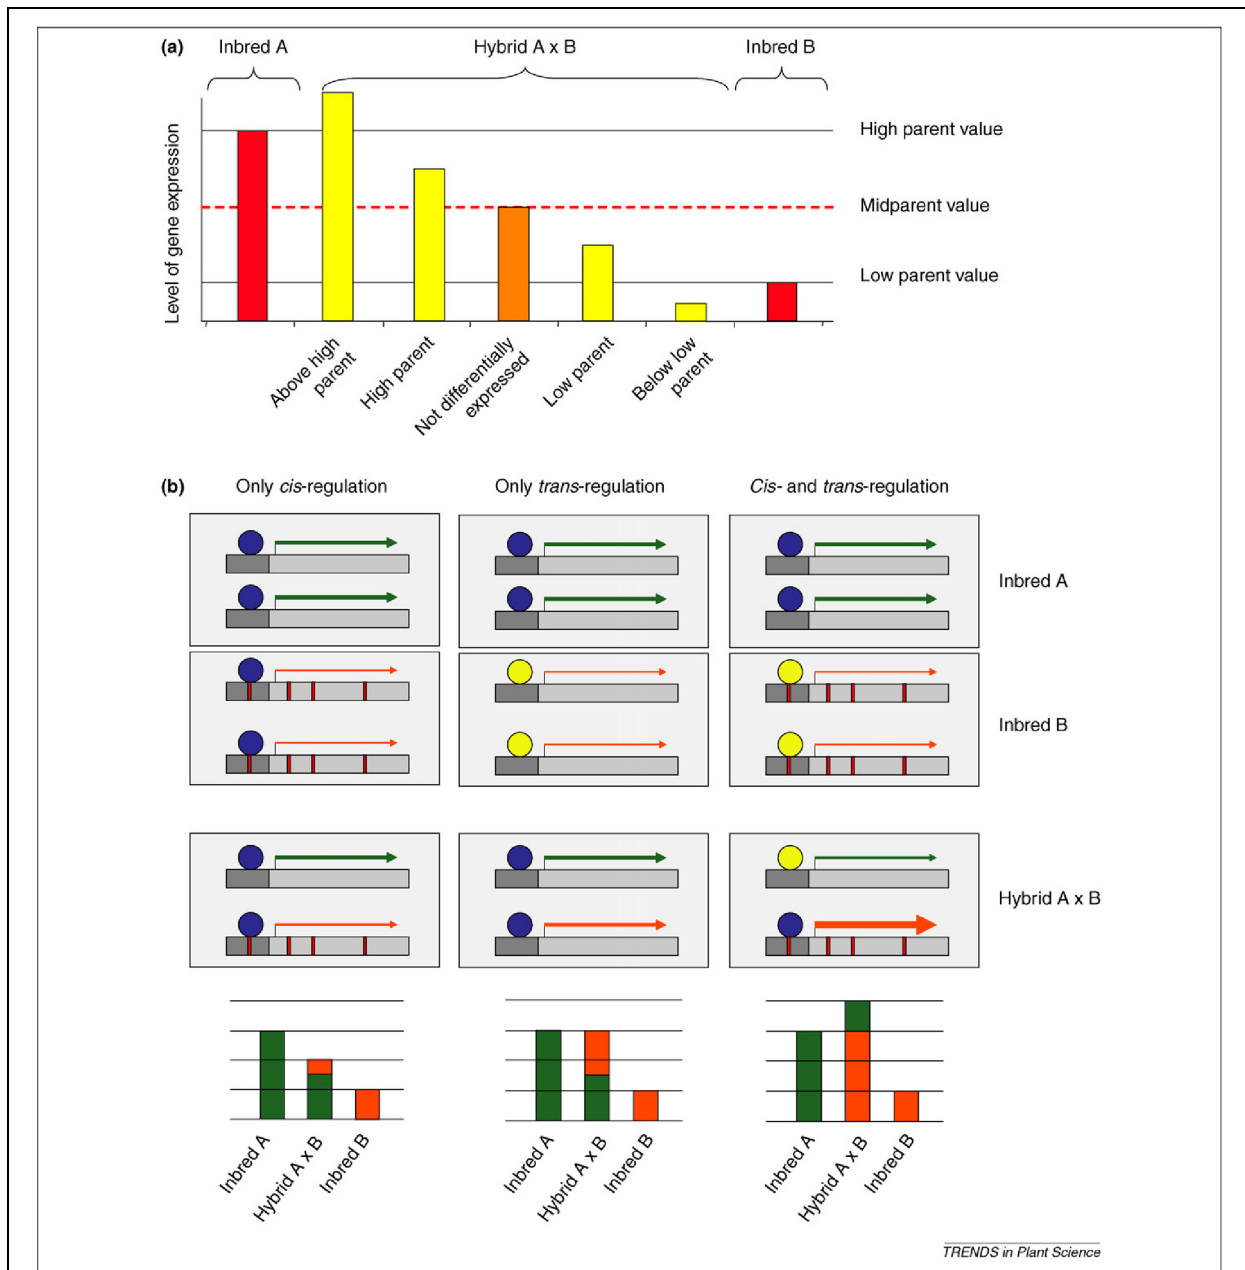 (a) Inbred A Hybrid A x B Inbred B
Level of gene expression
High parent value
Midparent value
Low parent value
Above high
parent
High parent
Not differentially
expressed
Low parent
Below low
parent
(b) Only cis-regulation Only trans-regulation Cis- and trans-regulation
Inbred A
Inbred B
Hybrid A x B
Inbred A
Hybrid A x B
Inbred B
Inbred A
Hybrid A x B
Inbred B
Inbred A
Hybrid A x B
Inbred B
TRENDS in Plant Science